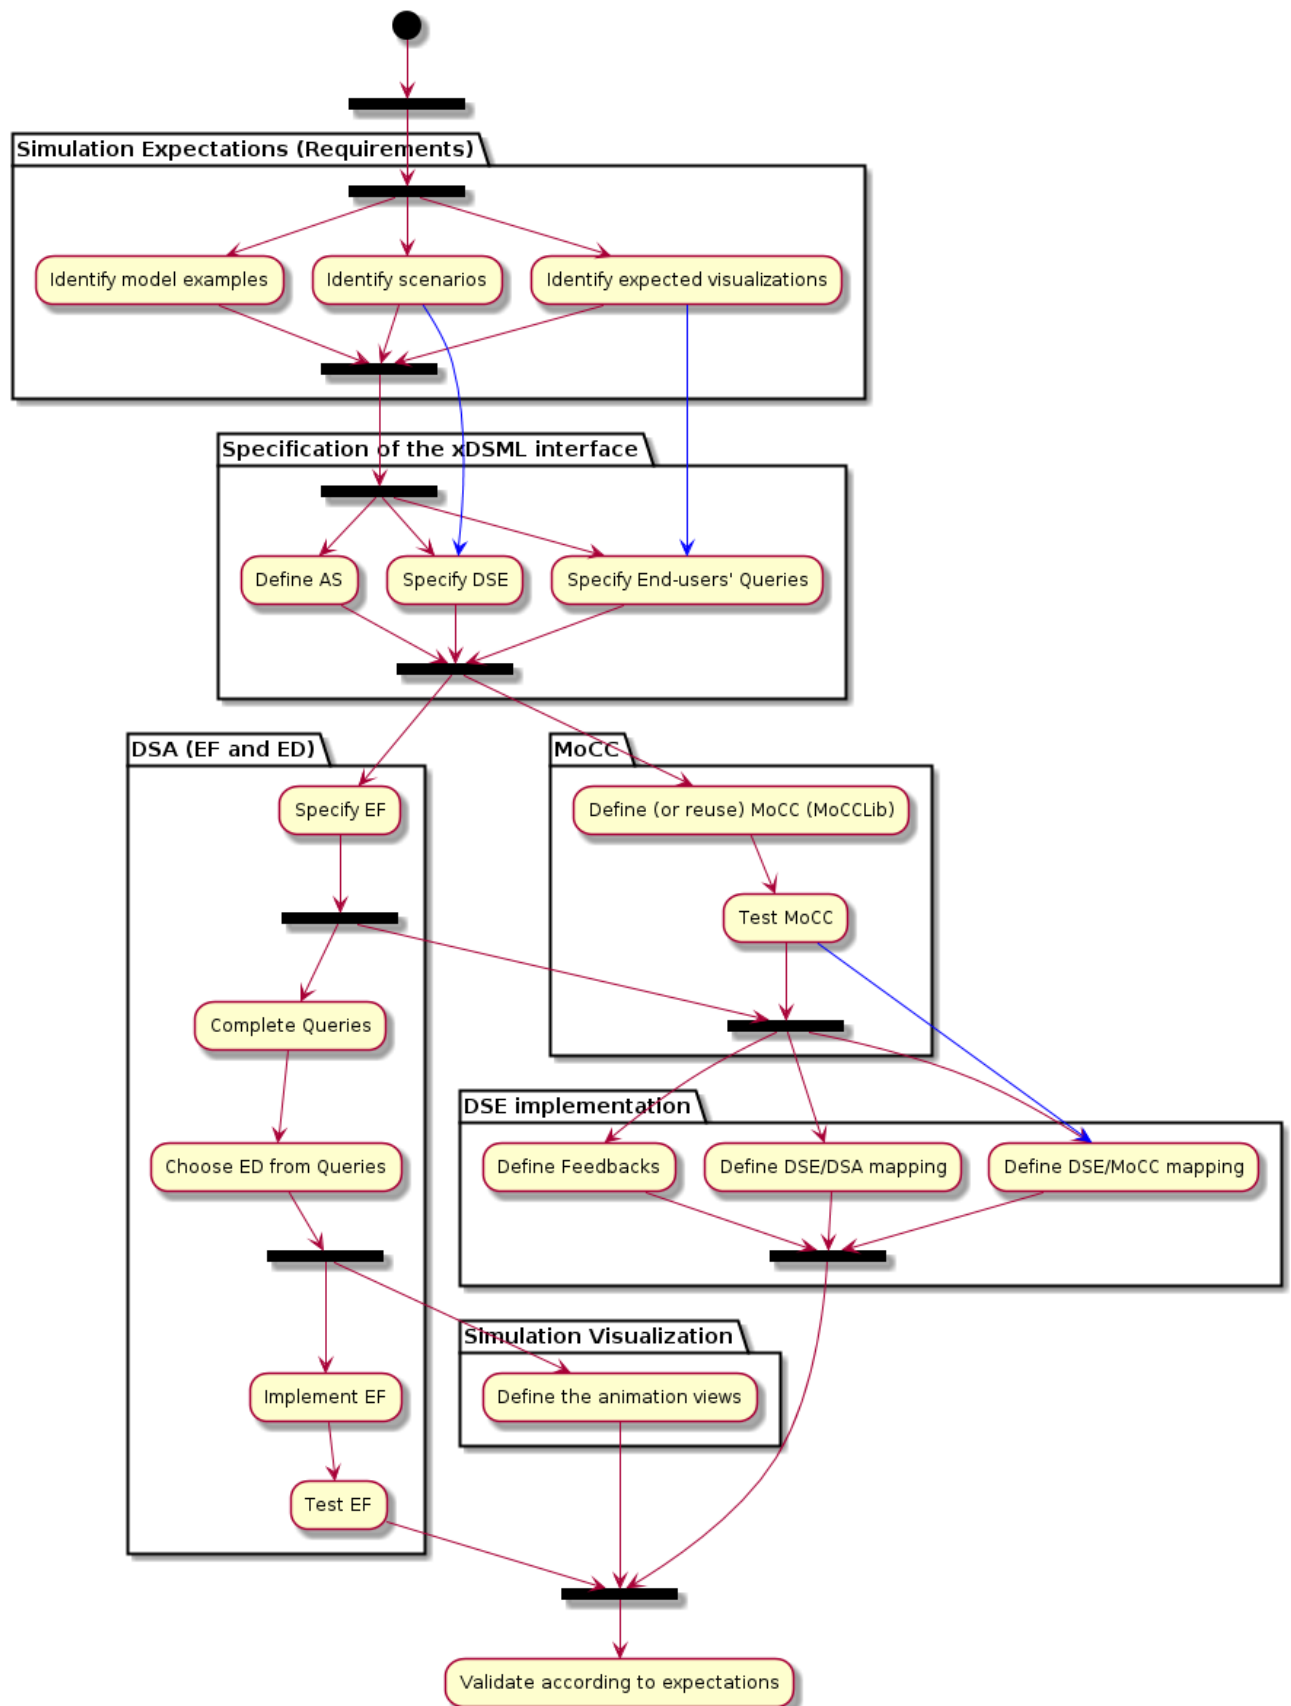 Simulation Expectations (Requirements)
Identify model examples
Identify scenarios
Identify expected visualizations
Specification of the xDSML interface
Define AS
Specify DSE
Specify End-users' Queries
DSA (EF and ED)
MoCC
Specify EF
Define (or reuse) MoCC (MoCCLib)
Test MoCC
Complete Queries
DSE implementation
Choose ED from Queries
Define Feedbacks
Define DSE/DSA mapping
Define DSE/MoCC mapping
Simulation Visualization
Implement EF
Define the animation views
Test EF
Validate according to expectations